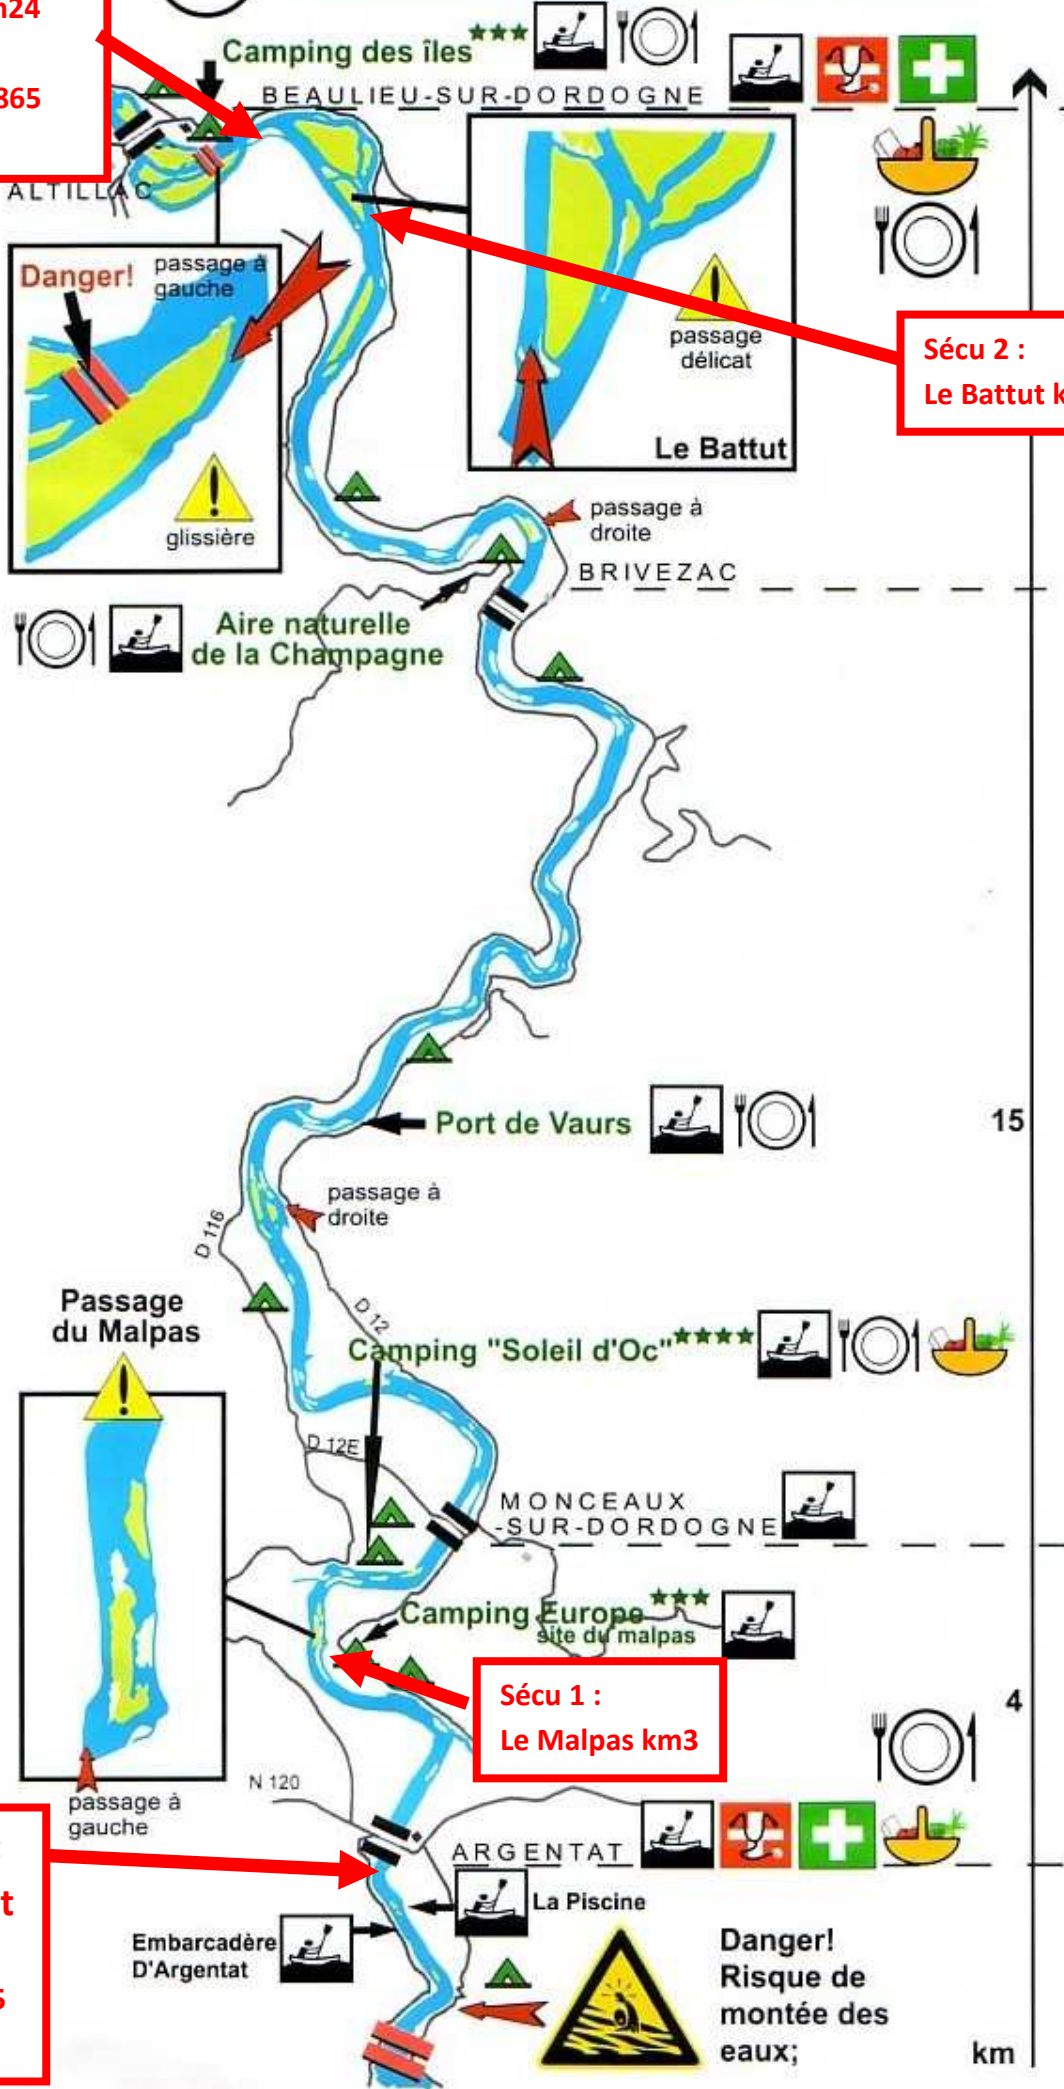 Camping des îles ***
BEAULIEU-SUR-DORDOGNE
ALTILLAC
Danger!
passage à
gauche
glissière
passage
délicat
Le Battut
Sécu 2 :
Le Battut
passage à
droite
BRIVEZAC
Aire naturelle
de la Champagne
Port de Vaurs
15
passage à
droite
D 116
D 12
Passage
du Malpas
Camping "Soleil d'Oc" ****
D 12E
MONCEAUX
-SUR-DORDOGNE
Camping Europe ***
site du malpas
Sécu 1 :
Le Malpas km3
4
passage à
gauche
N 120
ARGENTAT
La Piscine
Embarcadère
D'Argentat
Danger!
Risque de
montée des
eaux;
km